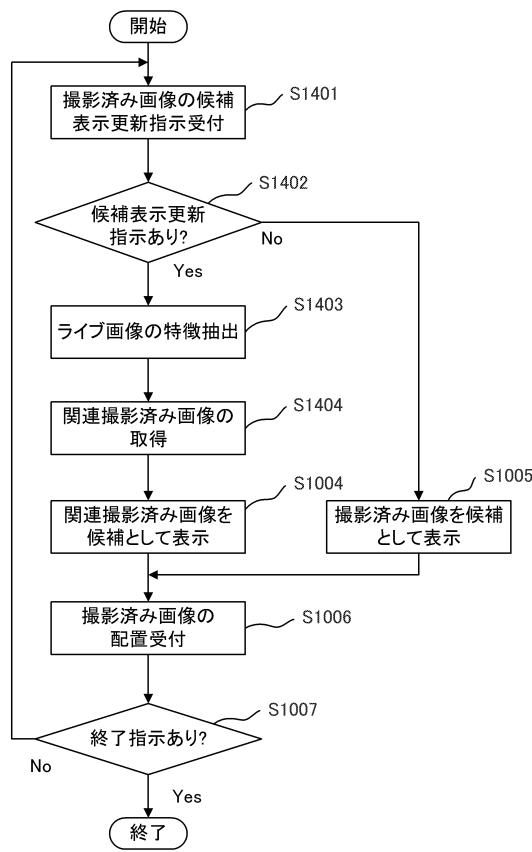 開始
撮影済み画像の候補
表示更新指示受付
S1401
候補表示更新
指示あり?
S1402
No
Yes
ライブ画像の特徴抽出
S1403
関連撮影済み画像の
取得
S1404
関連撮影済み画像を
候補として表示
S1004
撮影済み画像を候補
として表示
S1005
撮影済み画像の
配置受付
S1006
終了指示あり?
S1007
No
Yes
終了